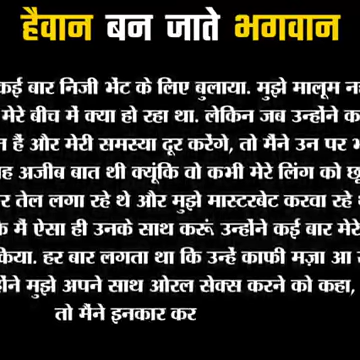 हैवान बन जाते भगवान
कई बार निजी भेंट के लिए बुलाया. मुझे मालूम
मेरे बीच में क्या हो रहा था. लेकिन जब उन्होंने
हैं और मेरी समस्या दूर करेंगे, तो मैंने उन पर
अजीब बात थी क्यूंकि वो कभी मेरे लिंग को
तेल लगा रहे थे और मुझे मास्टरबेट करवा रहे
मैं ऐसा ही उनके साथ करूं उन्होंने कई बार मेरे
किया. हर बार लगता था कि उन्हें काफी मज़ा आ
मुझे अपने साथ ओरल सेक्स करने को कहा,
तो मैंने इनकार कर